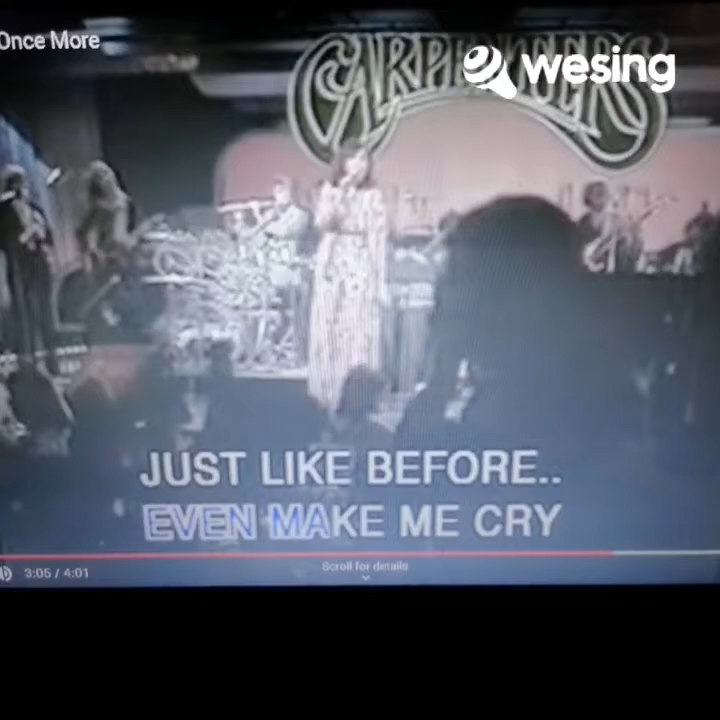 Once More
CARPENTERS
wesing
JUST LIKE BEFORE..
EVEN MAKE ME CRY
3:05 / 4:01
Scroll for details